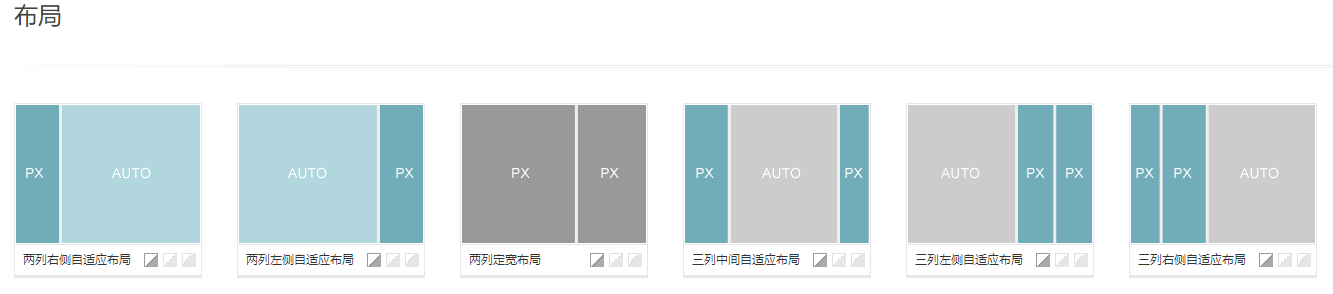 布局
PX AUTO
AUTO PX
PX PX
PX AUTO PX
AUTO PX PX
PX PX AUTO
两列右侧自适应布局
两列左侧自适应布局
两列定宽布局
三列中间自适应布局
三列左侧自适应布局
三列右侧自适应布局